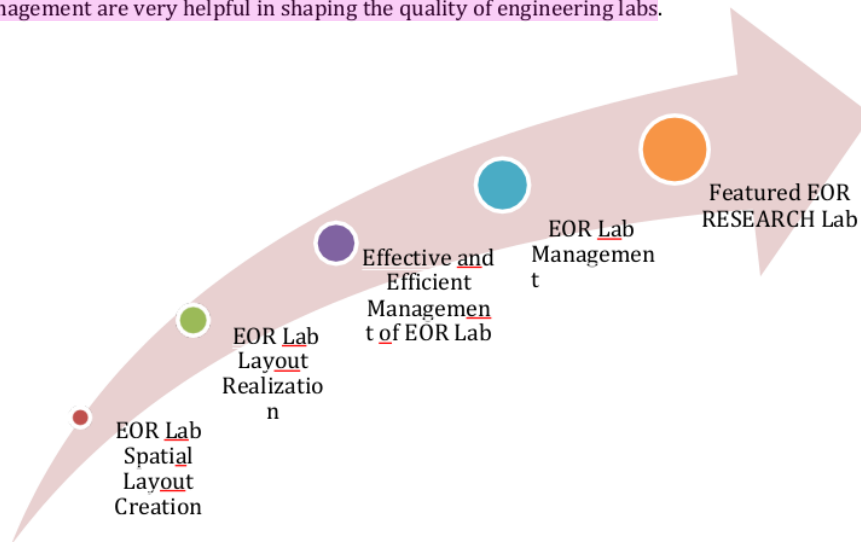 nagement are very helpful in shaping the quality of engineering labs.
Featured EOR
RESEARCH Lab
EOR Lab
Managemen
t
Effective and
Efficient
Managemen
t of EOR Lab
EOR Lab
Layout
Realizatio
n
EOR Lab
Spatial
Layout
Creation